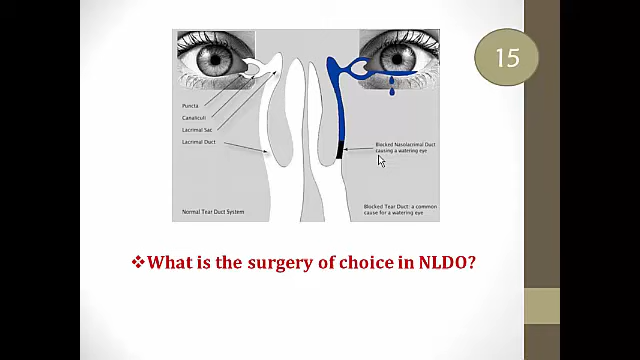 15
Puncta
Canaliculi
Lacrimal Sac
Lacrimal Duct
Blocked Nasolacrimal Duct
causing a watering eye
Normal Tear Duct System
Blocked Tear Duct: a common
cause for a watering eye
❖What is the surgery of choice in NLDO?